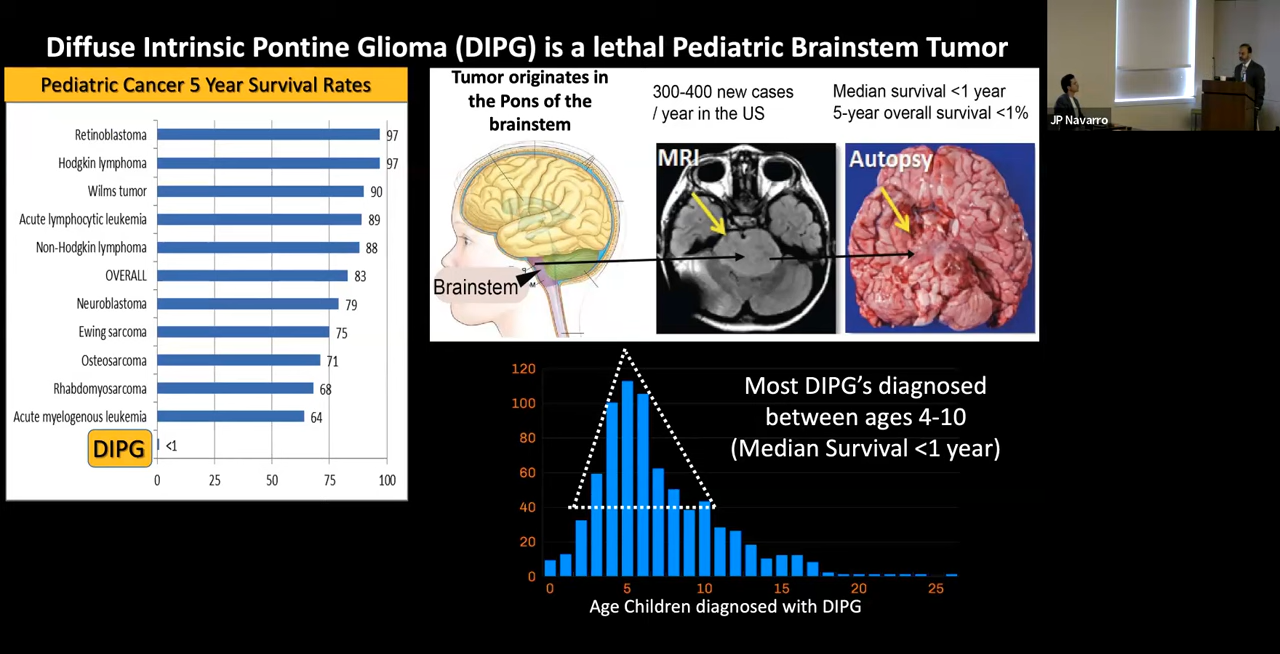 Diffuse Intrinsic Pontine Glioma (DIPG) is a lethal Pediatric Brainstem Tumor
Pediatric Cancer 5 Year Survival Rates
Retinoblastoma 97
Hodgkin lymphoma 97
Wilms tumor 90
Acute lymphocytic leukemia 89
Non-Hodgkin lymphoma 88
OVERALL 83
Neuroblastoma 79
Ewing sarcoma 75
Osteosarcoma 71
Rhabdomyosarcoma 68
Acute myelogenous leukemia 64
DIPG <1
0 25 50 75 100
Tumor originates in
the Pons of the
brainstem
300-400 new cases
/ year in the US
Median survival <1 year
5-year overall survival <1%
Brainstem
MRI
Autopsy
JP Navarro
120
100
80
60
40
20
0
0 5 10 15 20 25
Age Children diagnosed with DIPG
Most DIPG's diagnosed
between ages 4-10
(Median Survival <1 year)